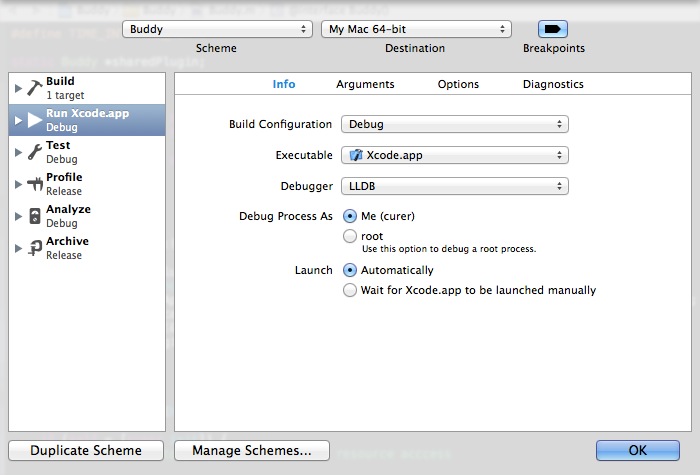 Buddy
My Mac 64-bit
Scheme
Destination
Breakpoints
Build
1 target
Run Xcode.app
Debug
Test
Debug
Profile
Release
Analyze
Debug
Archive
Release
Info
Arguments
Options
Diagnostics
Build Configuration
Debug
Executable
Xcode.app
Debugger
LLDB
Debug Process As
Me (curer)
root
Use this option to debug a root process.
Launch
Automatically
Wait for Xcode.app to be launched manually
Duplicate Scheme
Manage Schemes...
OK